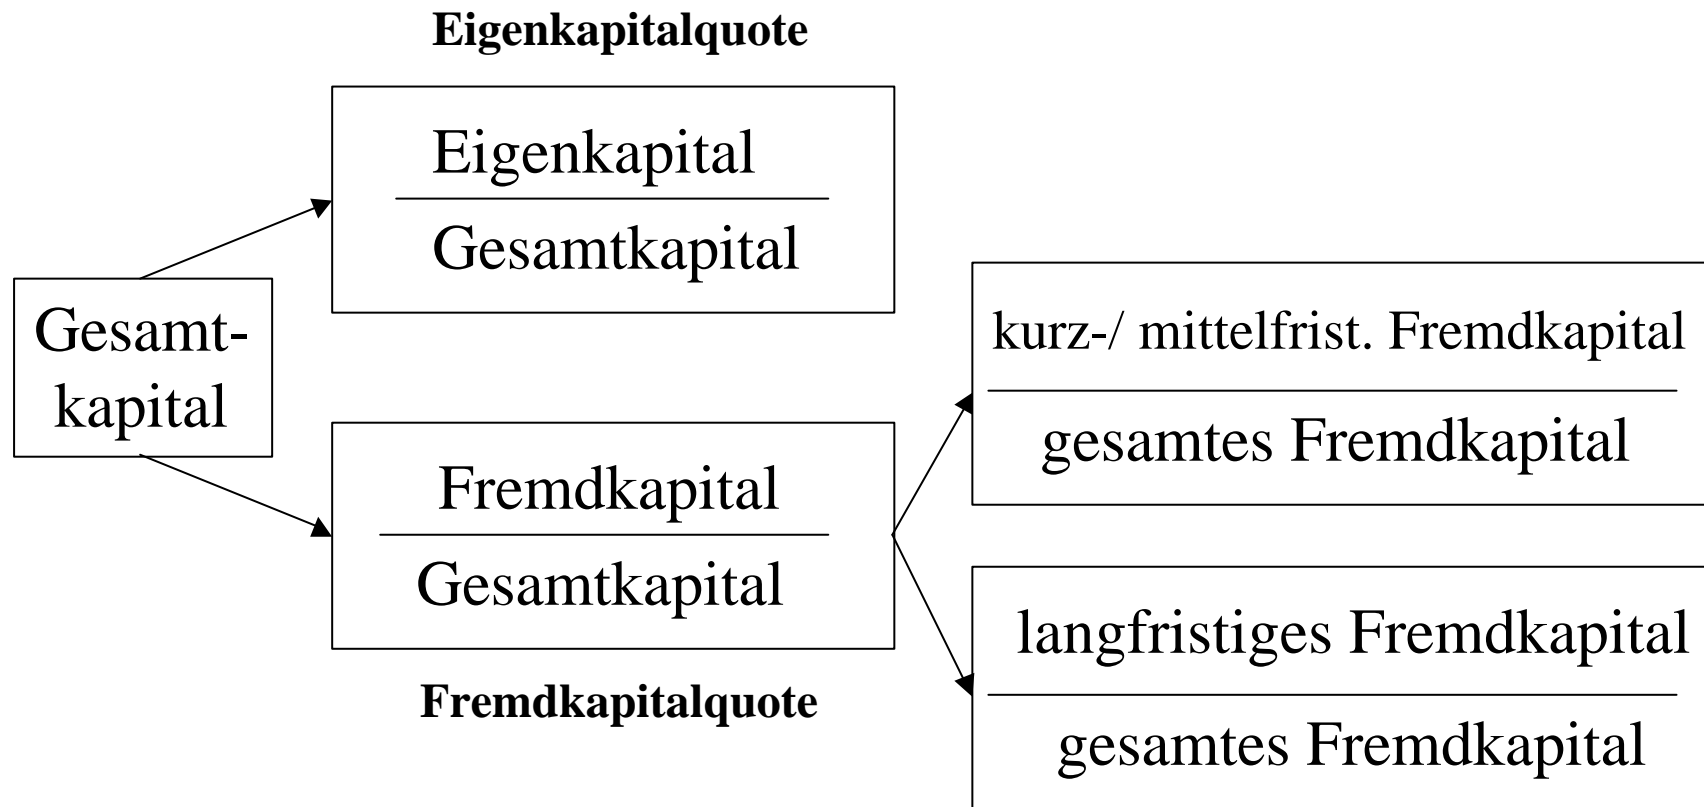 Eigenkapitalquote
Eigenkapital
Gesamtkapital
Gesamt-
kapital
Fremdkapital
Gesamtkapital
Fremdkapitalquote
kurz-/ mittelfrist. Fremdkapital
gesamtes Fremdkapital
langfristiges Fremdkapital
gesamtes Fremdkapital